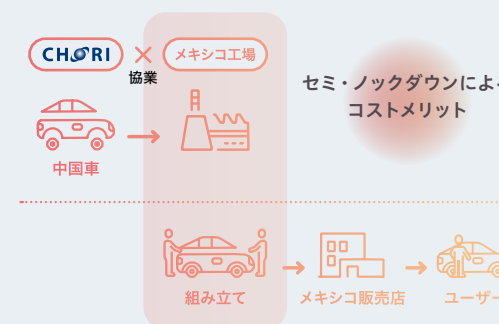 CHORI × メキシコ工場
協業
セミ・ノックダウンによ
コストメリット
中国車
組み立て
メキシコ販売店
ユーザー